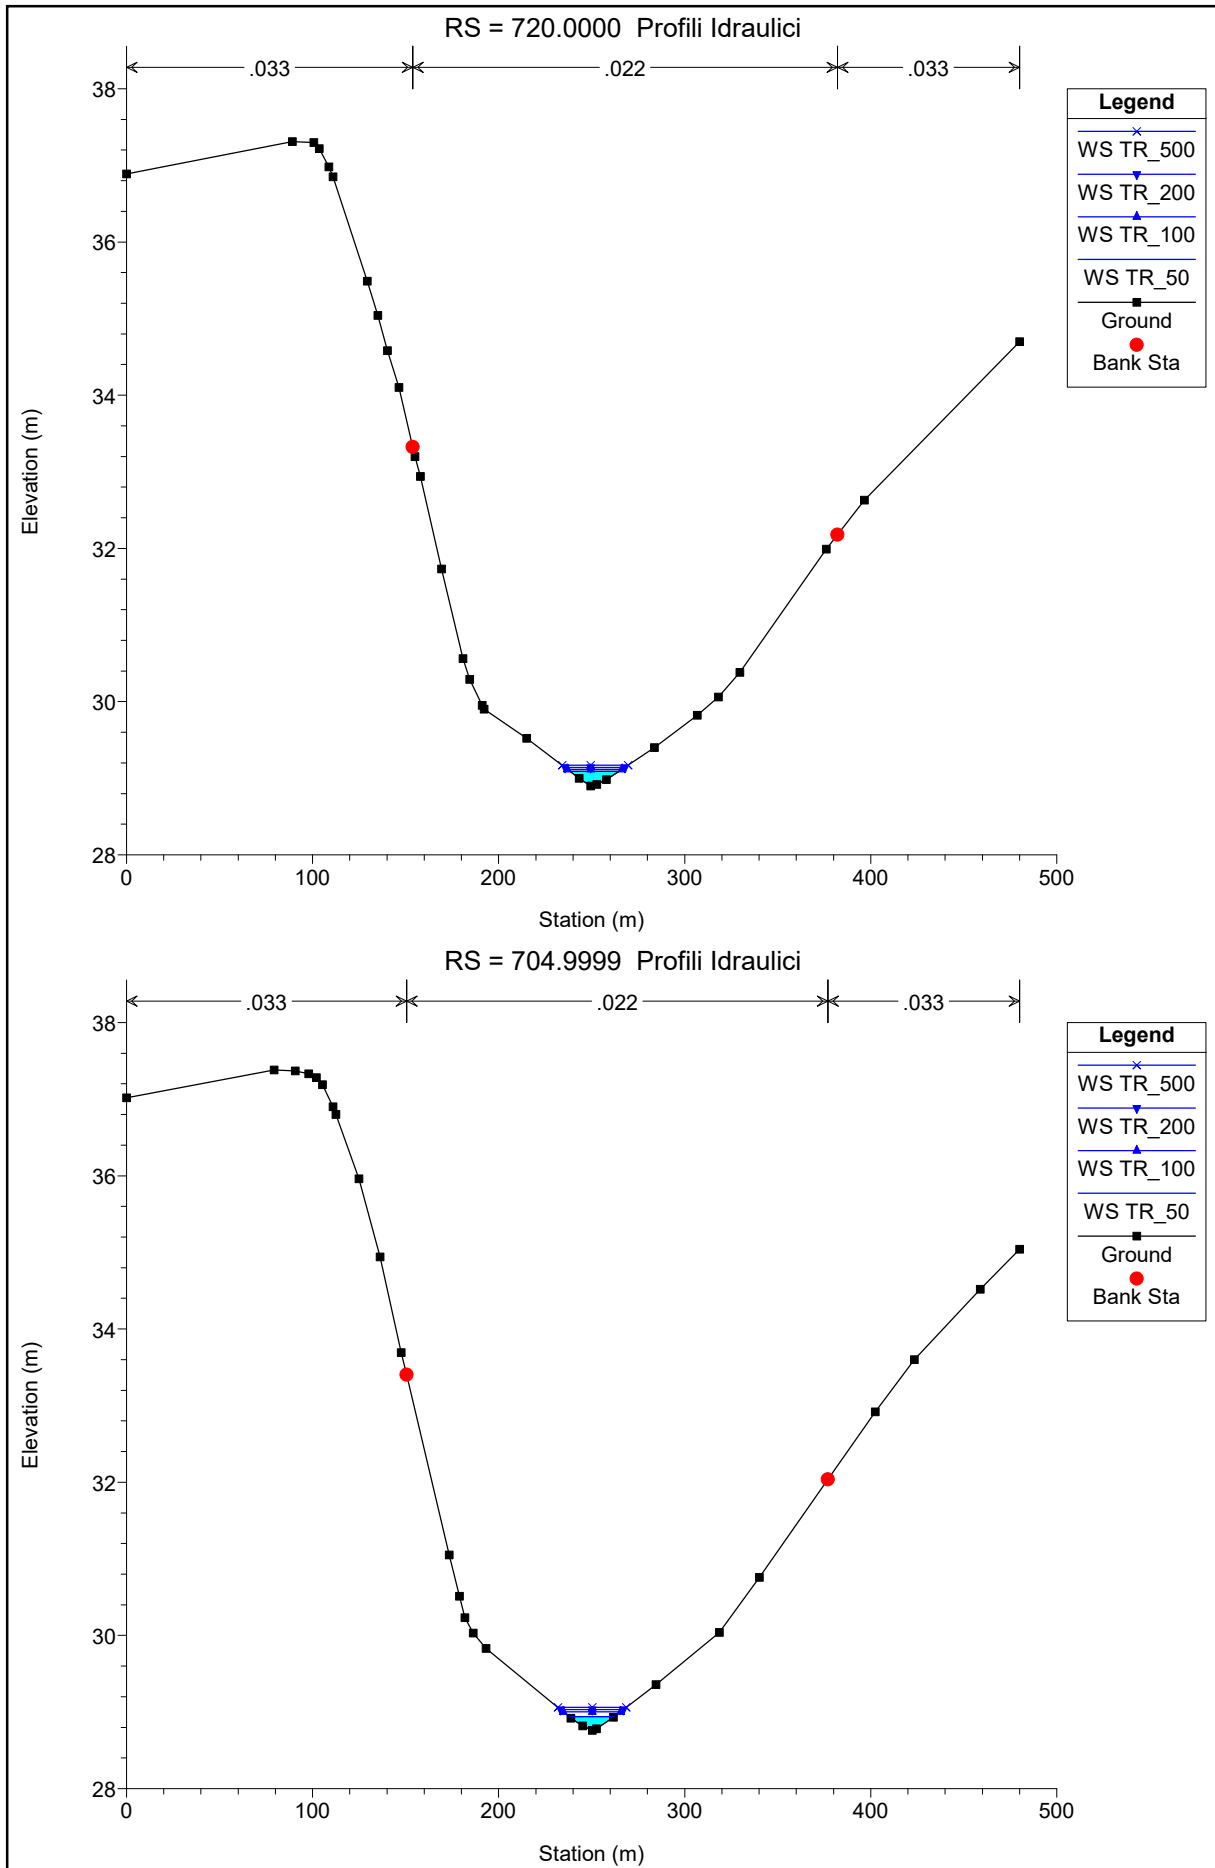 RS = 720.0000  Profili Idraulici
.033 .022 .033
Legend
WS TR_500
WS TR_200
WS TR_100
WS TR_50
Ground
Bank Sta
38
36
34
32
30
28
Elevation (m)
0 100 200 300 400 500
Station (m)
RS = 704.9999  Profili Idraulici
.033 .022 .033
Legend
WS TR_500
WS TR_200
WS TR_100
WS TR_50
Ground
Bank Sta
38
36
34
32
30
28
Elevation (m)
0 100 200 300 400 500
Station (m)